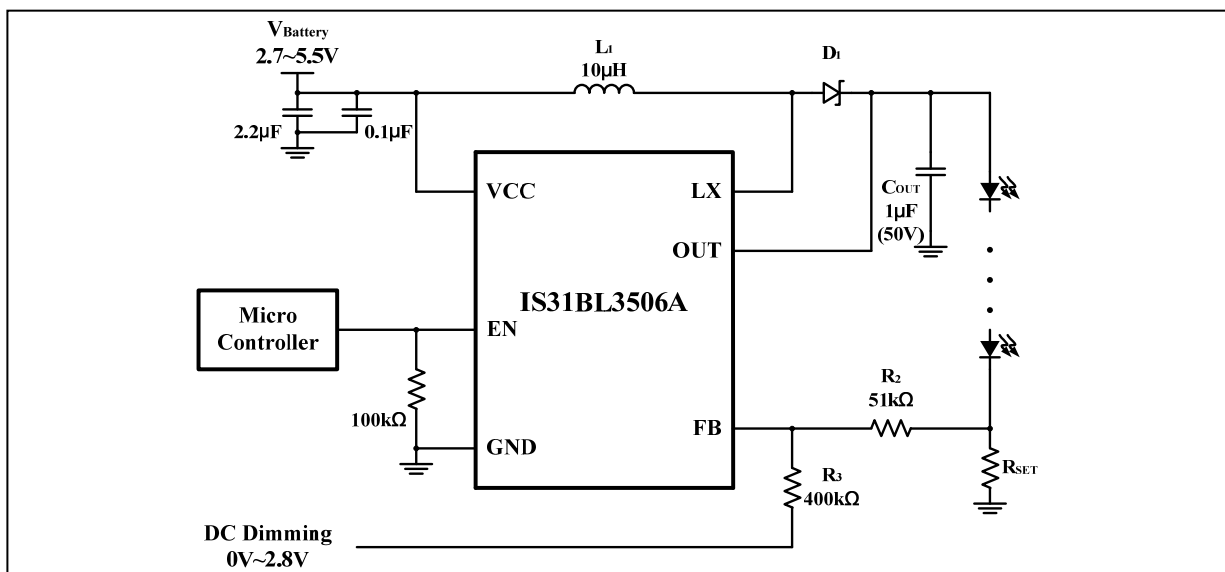 VBattery
2.7~5.5V
L1
10µH
D1
2.2µF
0.1µF
VCC
LX
COUT
1µF
(50V)
OUT
IS31BL3506A
Micro
Controller
EN
100kΩ
R2
51kΩ
GND
FB
RSET
R3
400kΩ
DC Dimming
0V~2.8V